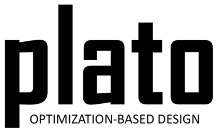 plato
OPTIMIZATION-BASED DESIGN